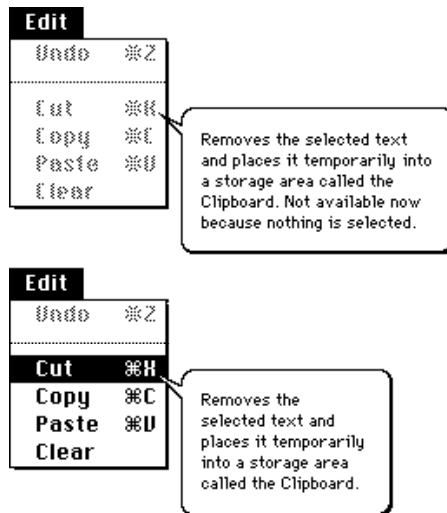 Edit
Undo ⌘Z
Cut ⌘X
Copy ⌘C
Paste ⌘V
Clear
Removes the selected text
and places it temporarily into
a storage area called the
Clipboard. Not available now
because nothing is selected.
Edit
Undo ⌘Z
Cut ⌘X
Copy ⌘C
Paste ⌘V
Clear
Removes the
selected text and
places it temporarily
into a storage area
called the Clipboard.